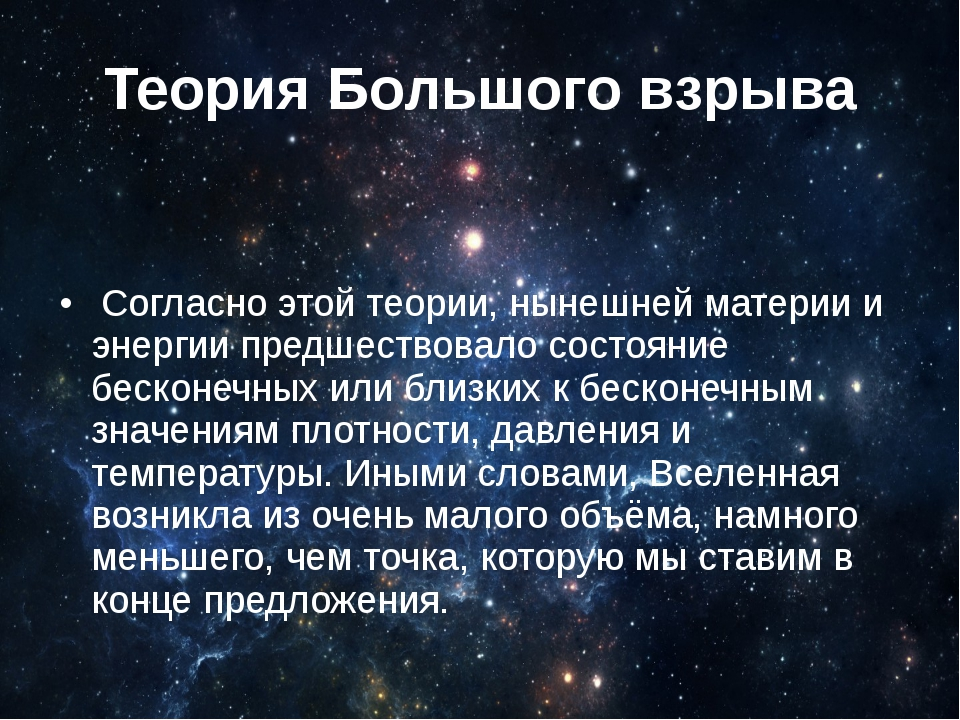 Теория Большого взрыва
• Согласно этой теории, нынешней материи и
энергии предшествовало состояние
бесконечных или близких к бесконечным
значениям плотности, давления и
температуры. Иными словами, Вселенная
возникла из очень малого объёма, намного
меньшего, чем точка, которую мы ставим в
конце предложения.